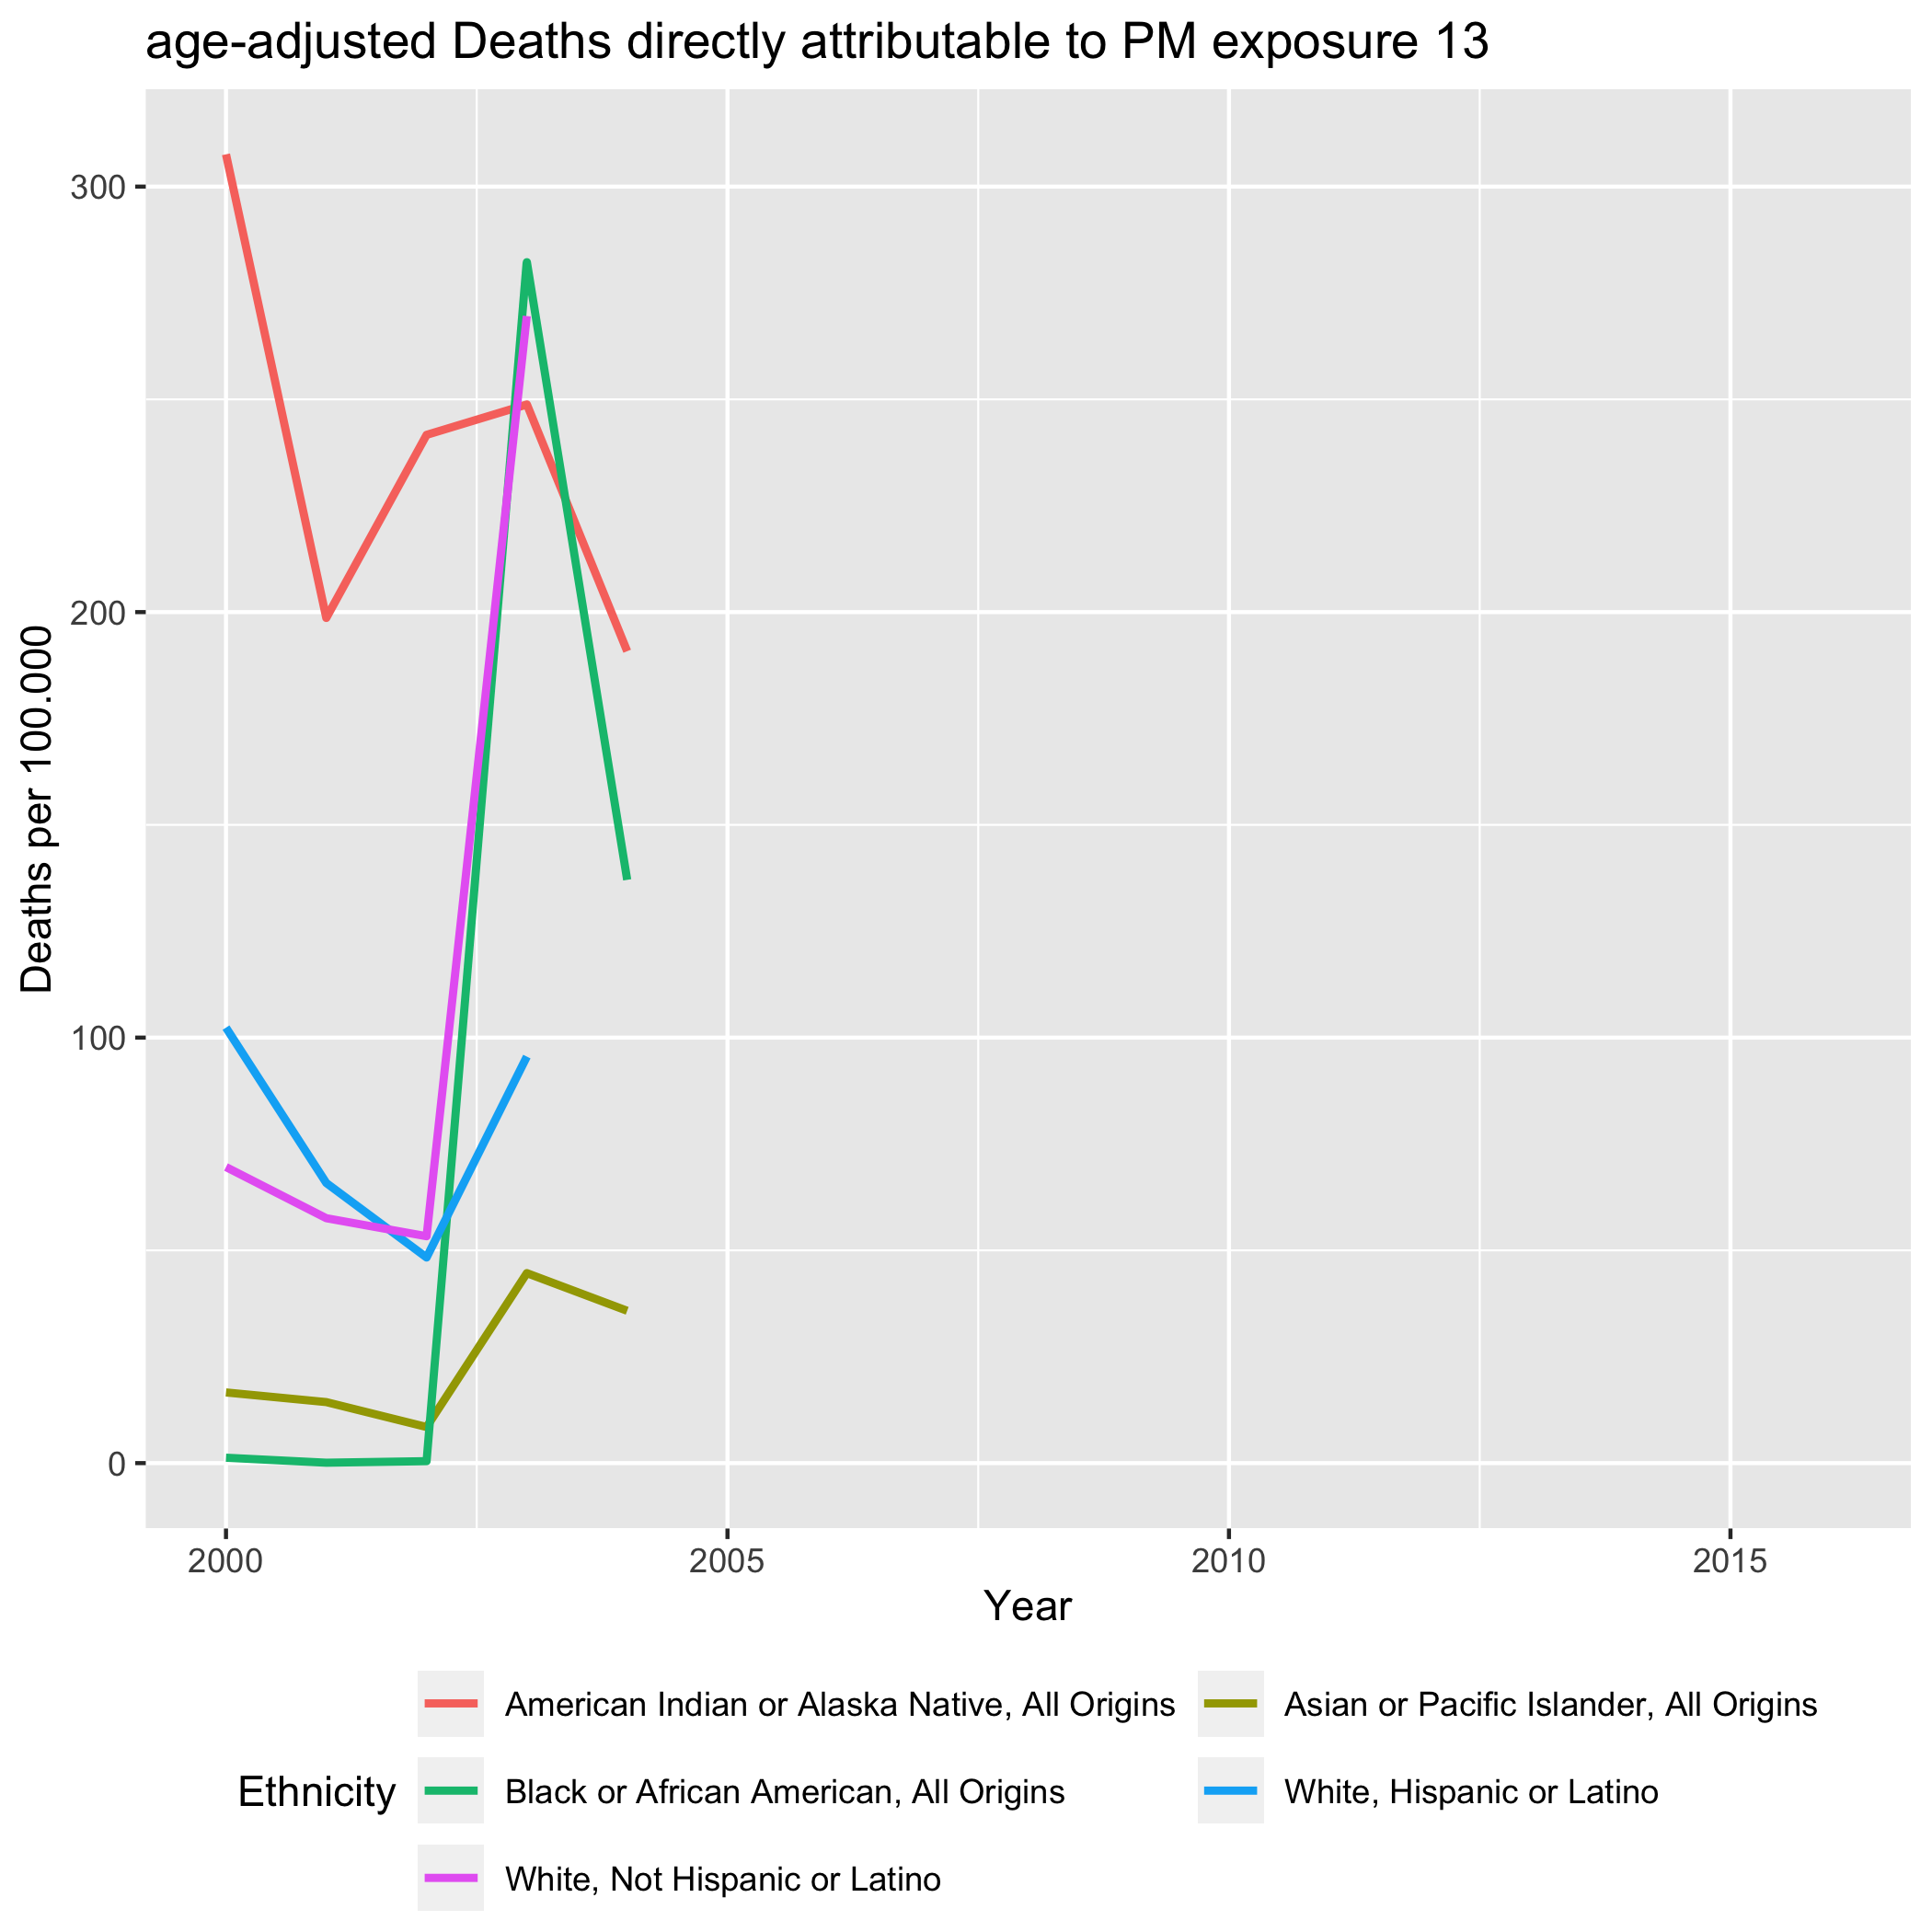 age-adjusted Deaths directly attributable to PM exposure 13
Deaths per 100.000
300
200
100
0
2000 2005 2010 2015
Year
Ethnicity
American Indian or Alaska Native, All Origins
Asian or Pacific Islander, All Origins
Black or African American, All Origins
White, Hispanic or Latino
White, Not Hispanic or Latino